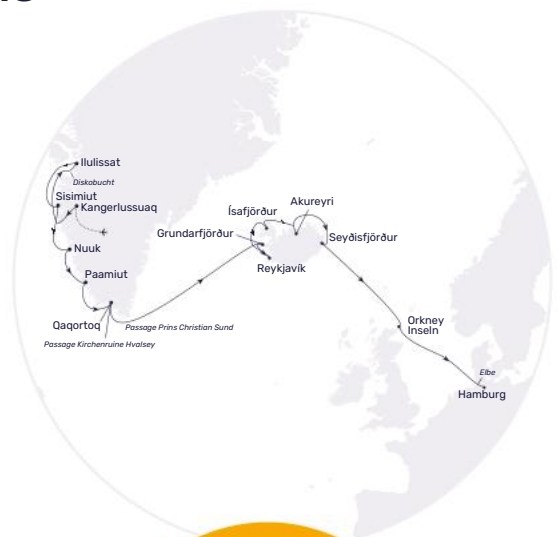 Ilulissat
Diskobucht
Sisimiut
Kangerlussuaq
Nuuk
Paamiut
Qaqortoq
Passage Prins Christian Sund
Passage Kirchenruine Hvalsey
Ísafjörður
Akureyri
Grundarfjörður
Seyðisfjörður
Reykjavík
Orkney
Inseln
Elbe
Hamburg